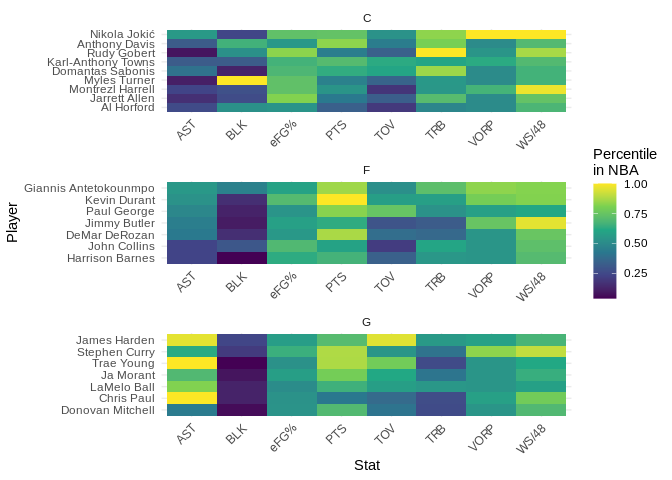 C
Nikola Jokić
Anthony Davis
Rudy Gobert
Karl-Anthony Towns
Domantas Sabonis
Myles Turner
Montrezl Harrell
Jarrett Allen
Al Horford
AST BLK eFG% PTS TOV TRB VORP WS/48
F
Giannis Antetokounmpo
Kevin Durant
Paul George
Jimmy Butler
DeMar DeRozan
John Collins
Harrison Barnes
AST BLK eFG% PTS TOV TRB VORP WS/48
G
James Harden
Stephen Curry
Trae Young
Ja Morant
LaMelo Ball
Chris Paul
Donovan Mitchell
AST BLK eFG% PTS TOV TRB VORP WS/48
Stat
Player
Percentile
in NBA
1.00
0.75
0.50
0.25